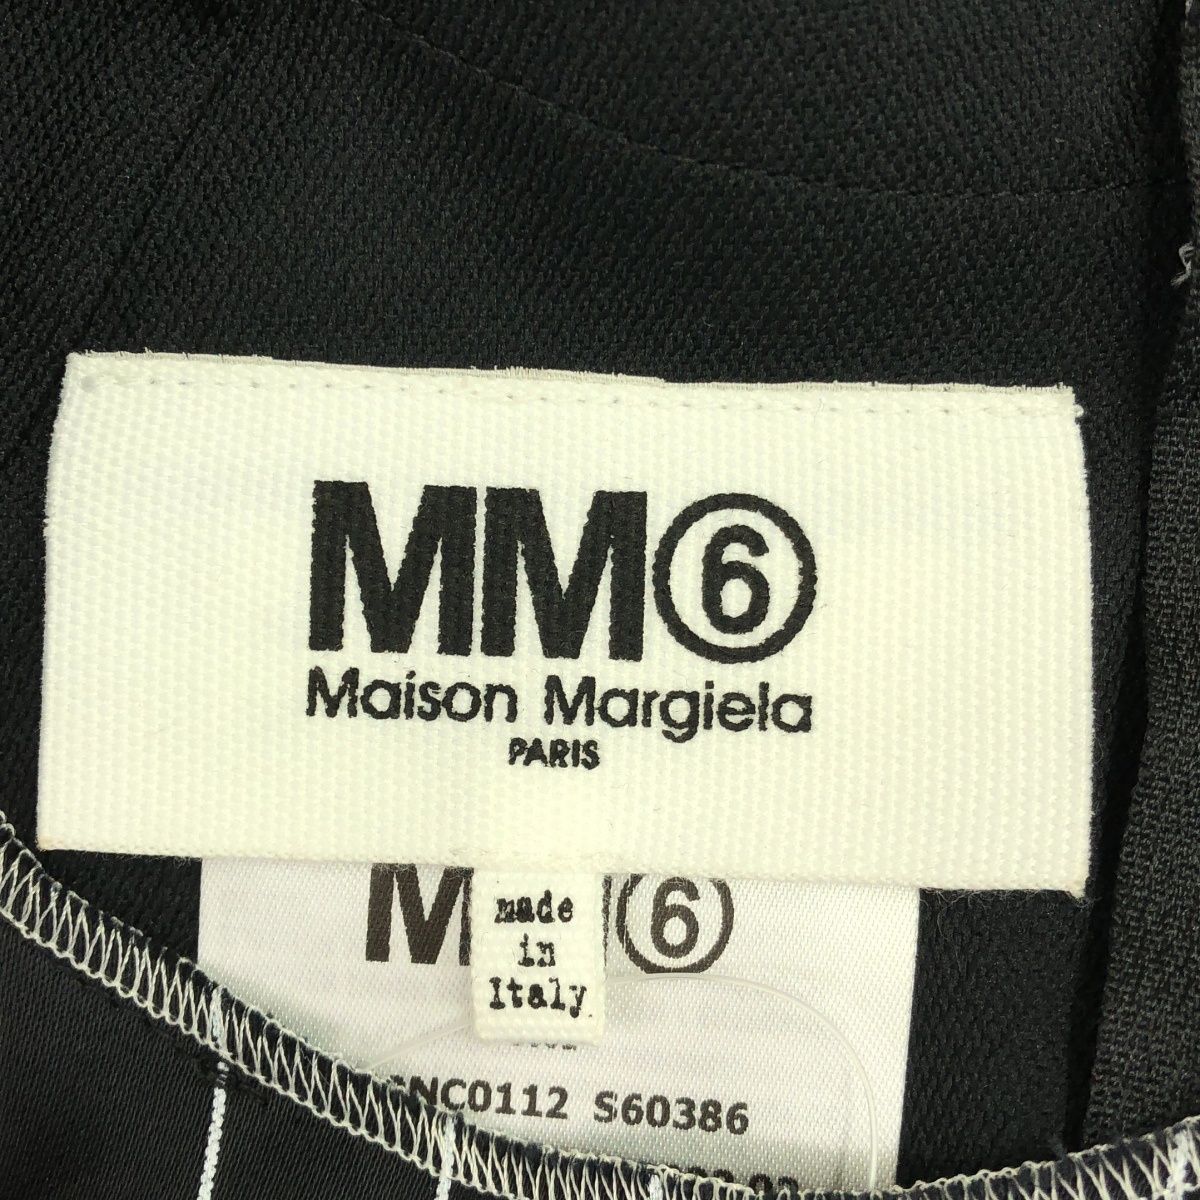 MM⑥
Maison Margiela
PARIS
M ⑥
made
in
Italy
NC0112 S60386